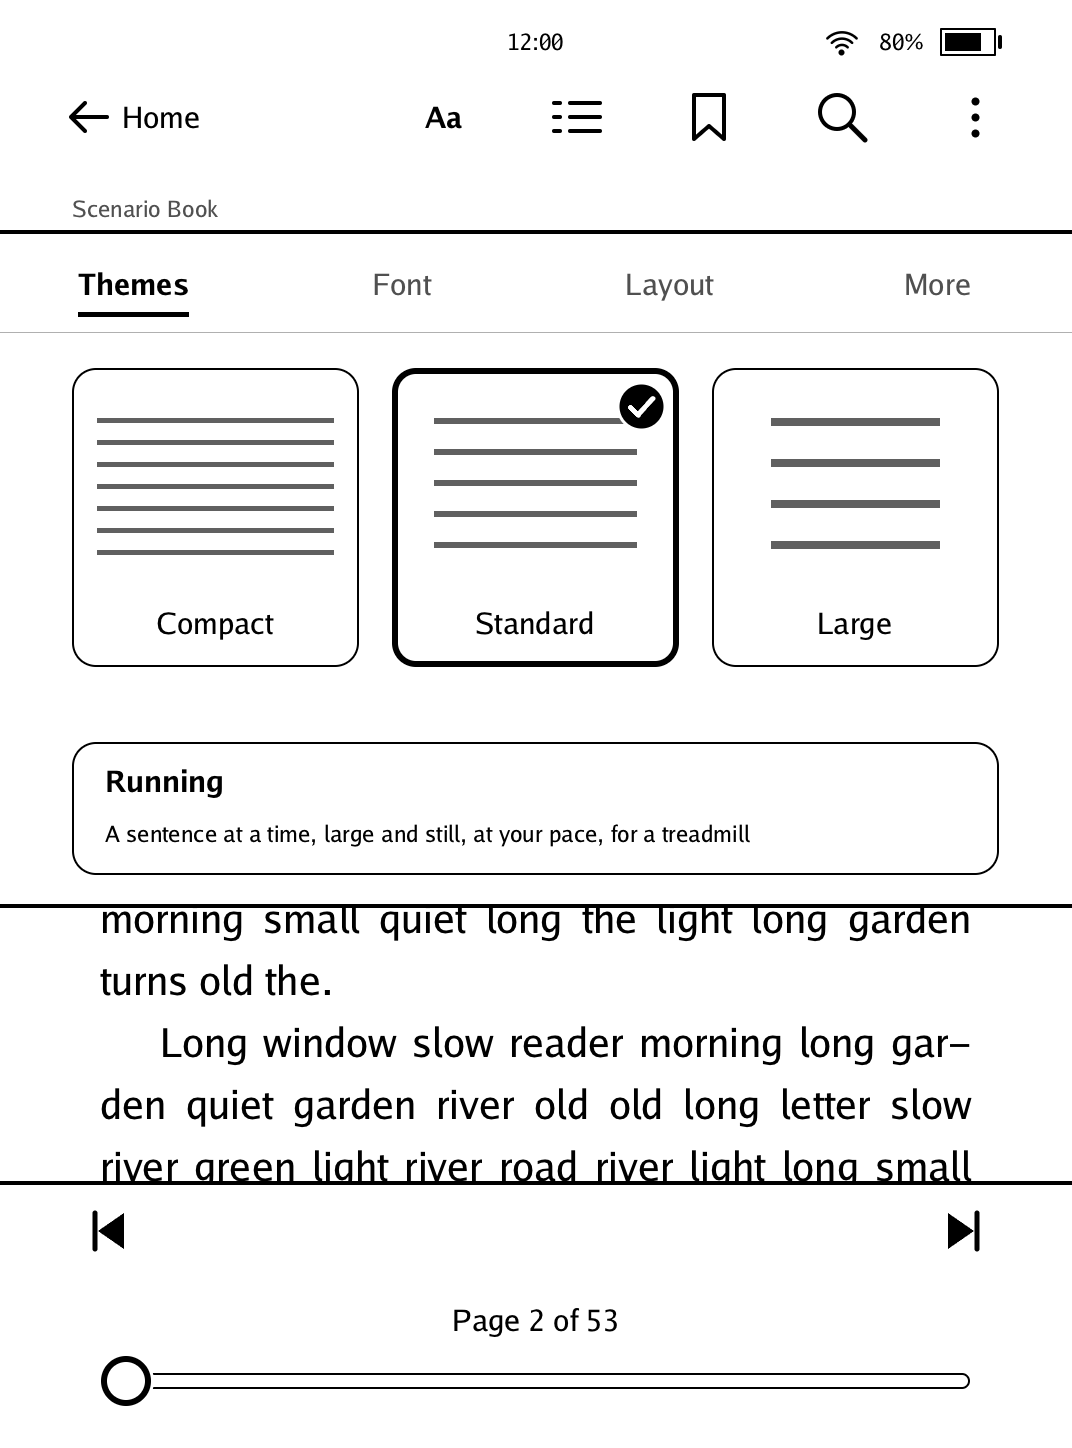 12:00
80%
Home
Aa
Scenario Book
Themes Font Layout More
Compact Standard Large
Running
A sentence at a time, large and still, at your pace, for a treadmill
morning small quiet long the light long garden
turns old the.
Long window slow reader morning long gar–
den quiet garden river old old long letter slow
river green light river road river light long small
Page 2 of 53